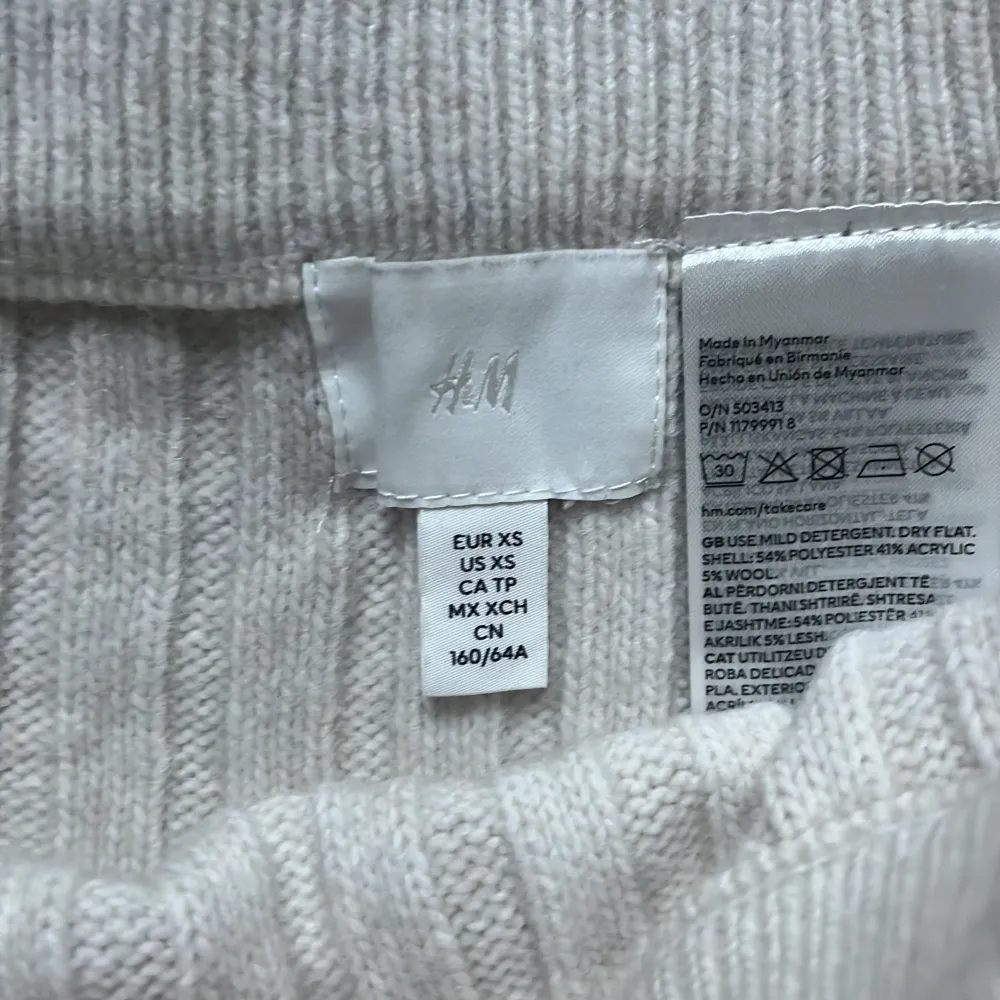 H&M
EUR XS
US XS
CA TP
MX XCH
CN
160/64A
Made in Myanmar
Fabriqué en Birmanie
Hecho en Unión de Myanmar
O/N 503413
P/N 1179991 8
30
hm.com/takecare
GB USE MILD DETERGENT. DRY FLAT.
SHELL: 54% POLYESTER 41% ACRYLIC
5% WOOL.
AL PËRDORNI DETERGJENT TË
BUTË. THANI SHTRIRË. SHTRESA
E JASHTME: 54% POLIESTËR 41%
AKRILIK 5% LESH.
CAT UTILITZEU
ROBA DELICAD
PLA. EXTERIO